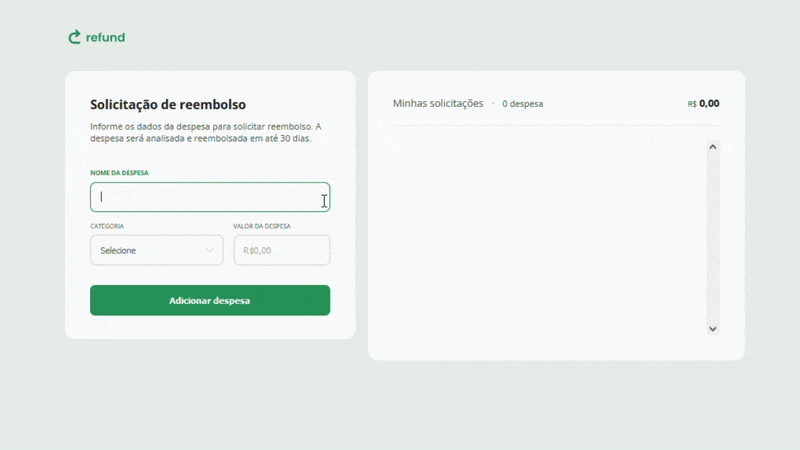 refund
Solicitação de reembolso
Informe os dados da despesa para solicitar reembolso. A
despesa será analisada e reembolsada em até 30 dias.
NOME DA DESPESA
CATEGORIA
VALOR DA DESPESA
Selecione
R$0,00
Adicionar despesa
Minhas solicitações • 0 despesa
R$ 0,00